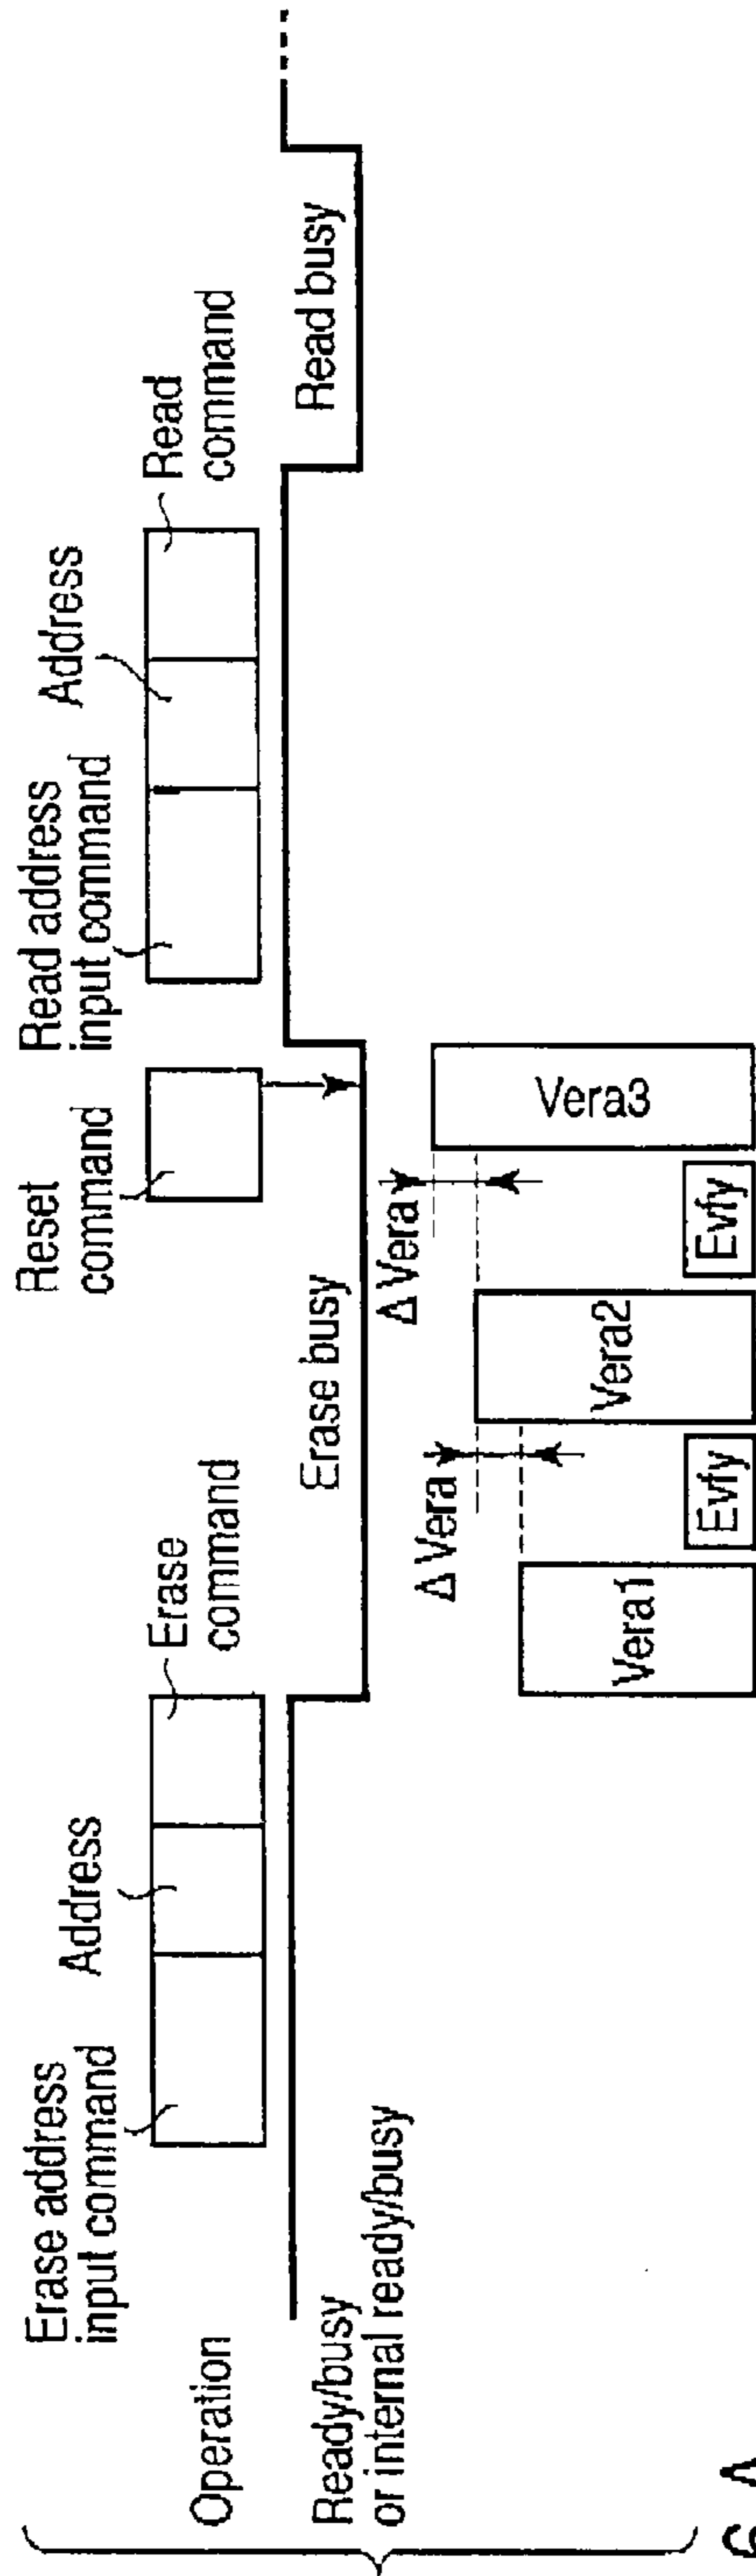 Operation
Erase address
input command
Address
Erase
command
Reset
command
Read address
input command
Address
Read
command
Ready/busy
or internal ready/busy
Erase busy
Read busy
Δ Vera
Δ Vera
Vera1
Evfy
Vera2
Evfy
Vera3